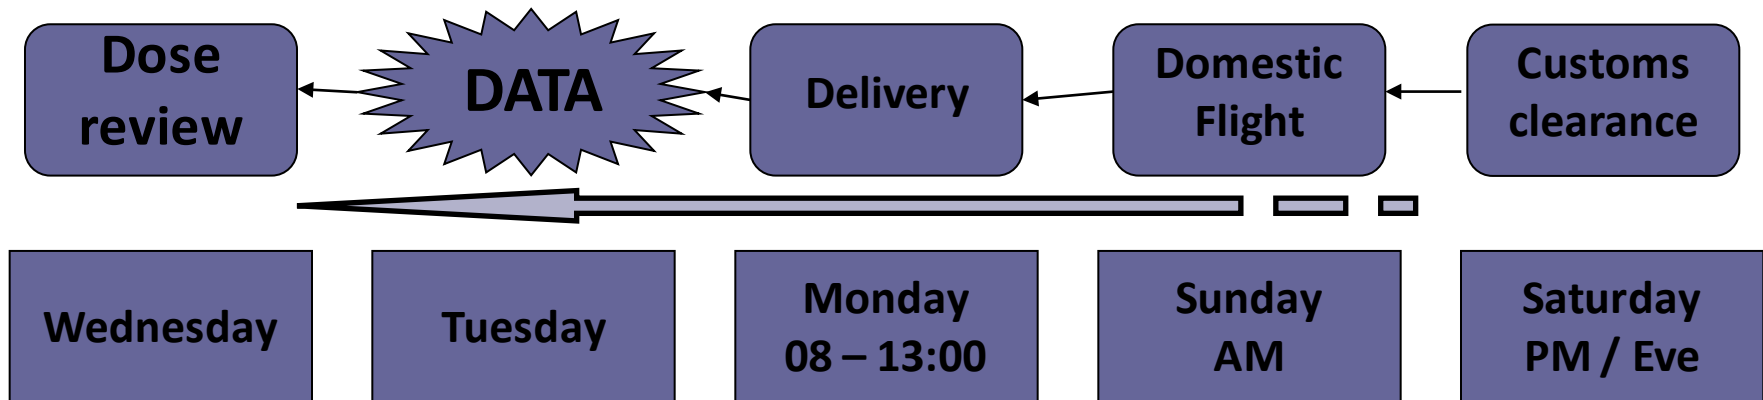 Dose
review
DATA
Delivery
Domestic
Flight
Customs
clearance
Wednesday
Tuesday
Monday
08 – 13:00
Sunday
AM
Saturday
PM / Eve